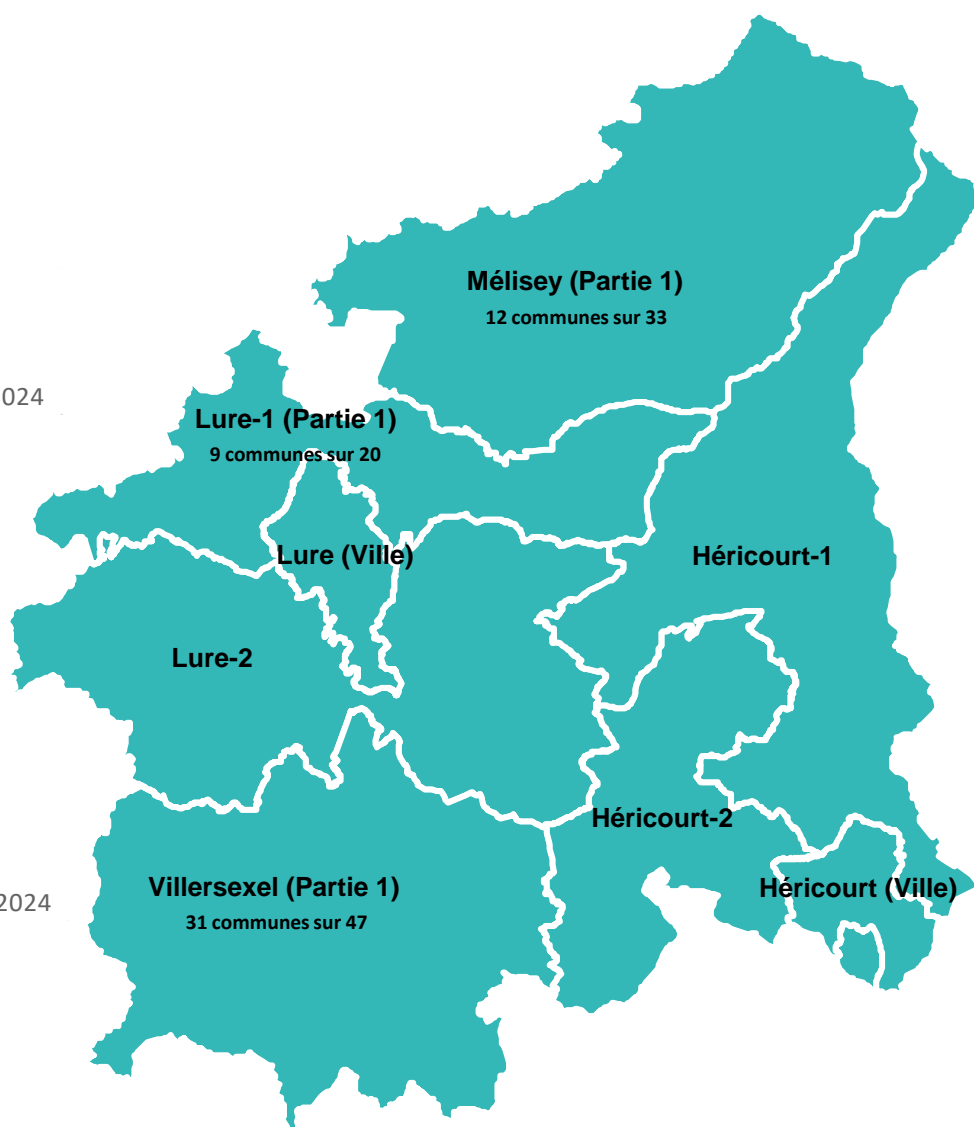 Mélisey (Partie 1)
12 communes sur 33
024
Lure-1 (Partie 1)
9 communes sur 20
Lure (Ville)
Héricourt-1
Lure-2
Héricourt-2
Villersexel (Partie 1)
31 communes sur 47
Héricourt (Ville)
2024